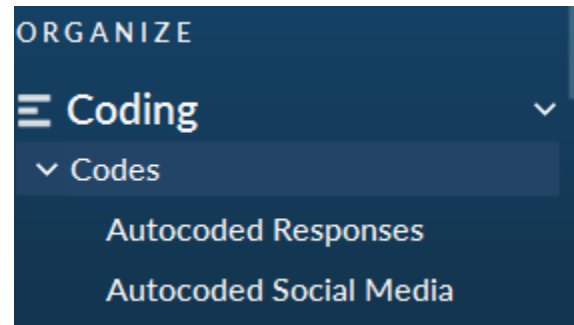 ORGANIZE
Coding
Codes
Autocoded Responses
Autocoded Social Media